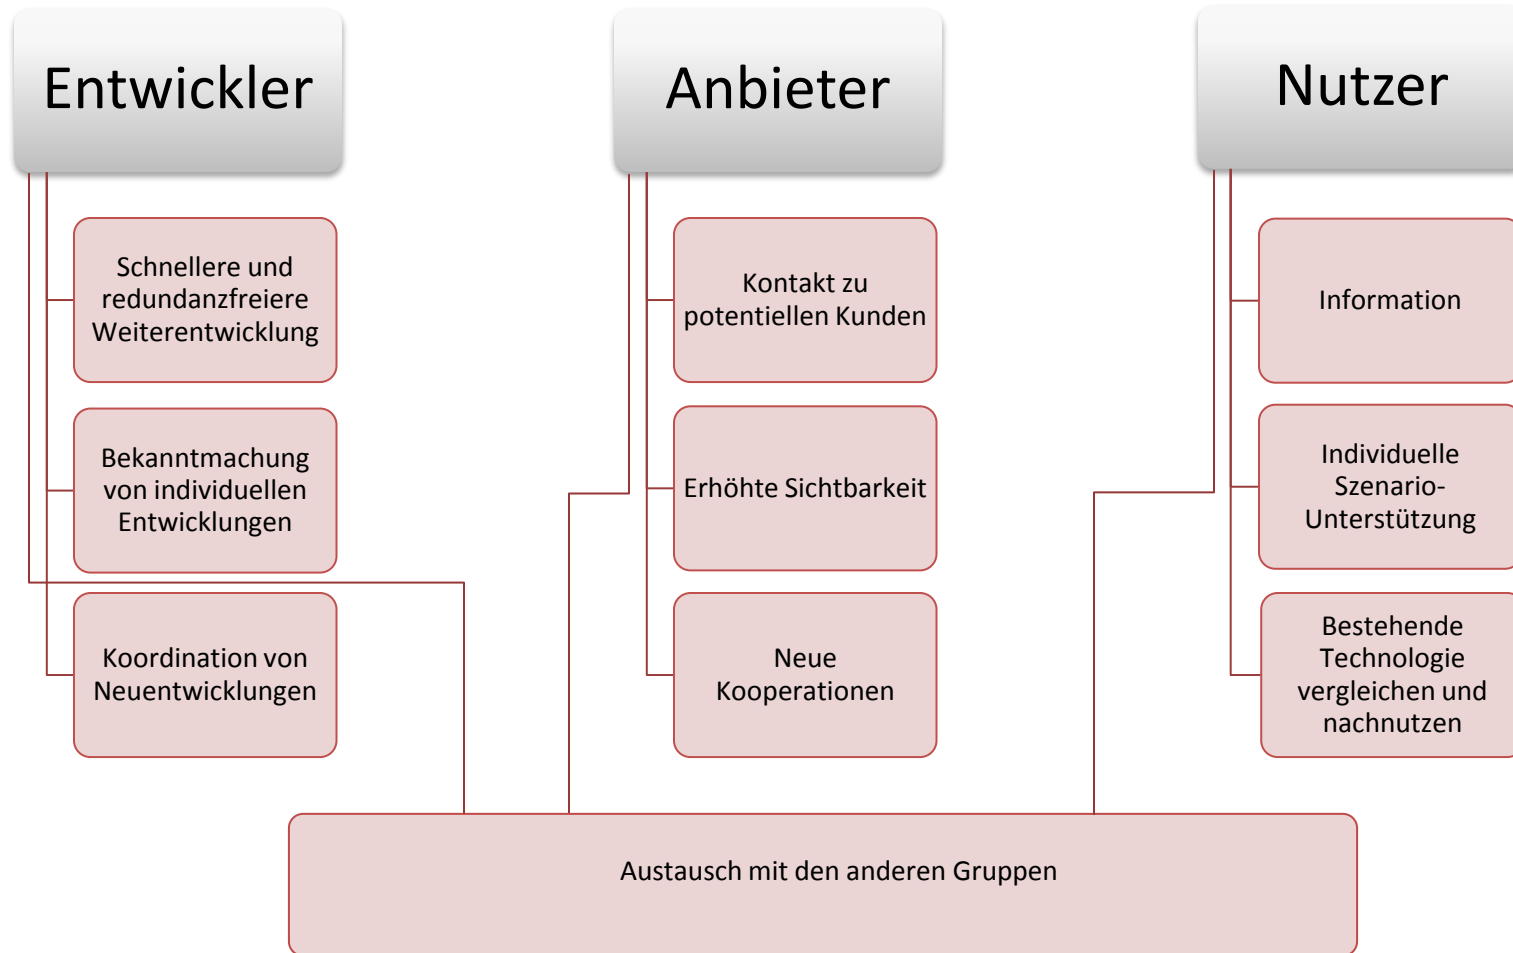 Entwickler
Schnellere und
redundanzfreiere
Weiterentwicklung
Bekanntmachung
von individuellen
Entwicklungen
Koordination von
Neuentwicklungen
Anbieter
Kontakt zu
potentiellen Kunden
Erhöhte Sichtbarkeit
Neue
Kooperationen
Nutzer
Information
Individuelle
Szenario-
Unterstützung
Bestehende
Technologie
vergleichen und
nachnutzen
Austausch mit den anderen Gruppen